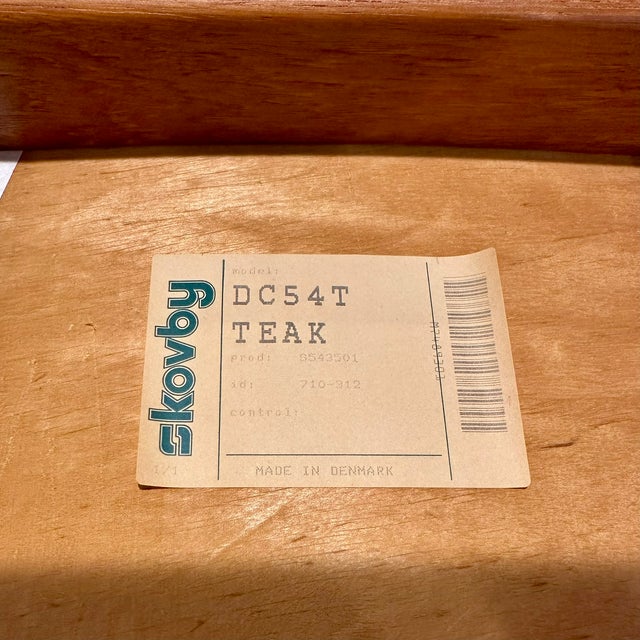 skovby
model:
DC54T
TEAK
prod: 9543501
id: 710-312
control:
1/1
MADE IN DENMARK